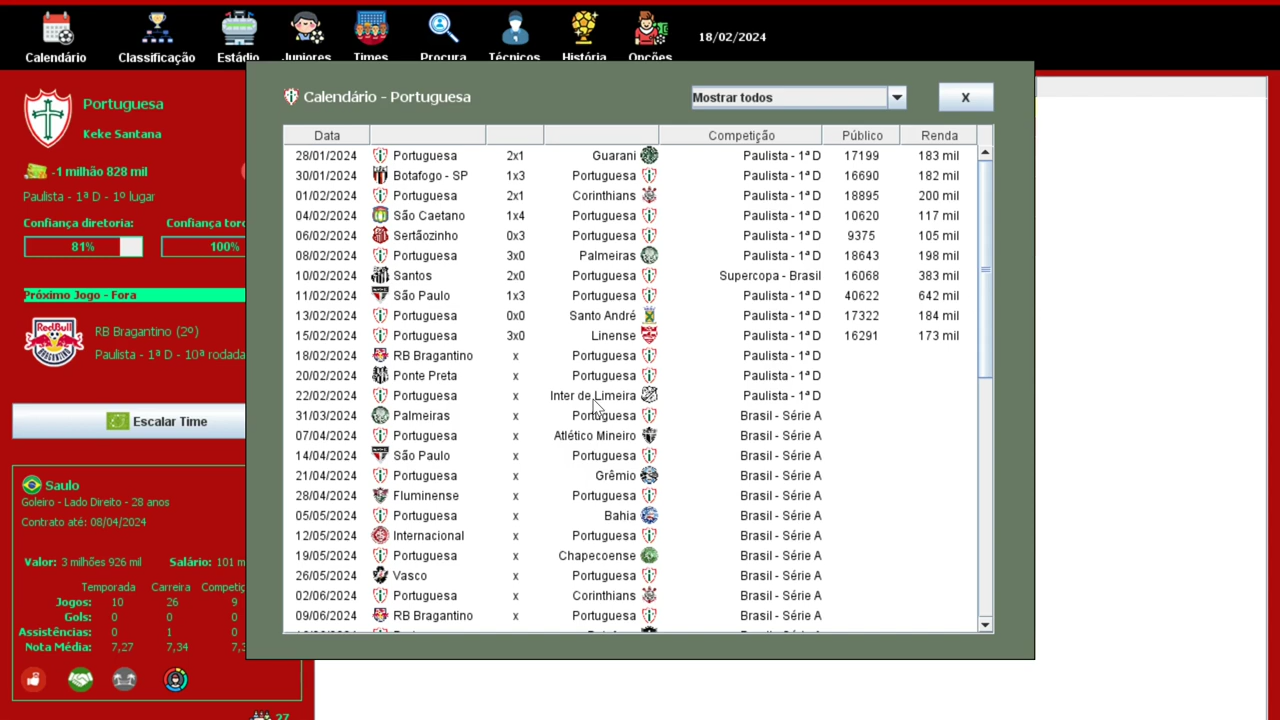 Calendário Classificação Estádio Juniores Times Procura Técnicos História Opções 18/02/2024
Portuguesa
Keke Santana
-1 milhão 828 mil
Paulista - 1ª D - 1º lugar
Confiança diretoria: Confiança torc
81% 100%
Próximo Jogo - Fora
RB Bragantino (2º)
Paulista - 1ª D - 10ª rodada
Escalar Time
Saulo
Goleiro - Lado Direito - 28 anos
Contrato até: 08/04/2024
Valor: 3 milhões 926 mil Salário: 101 m
Temporada Carreira Competiç
Jogos: 10 26 9
Gols: 0 0 0
Assistências: 0 1 0
Nota Média: 7,27 7,34 7,3
27
Calendário - Portuguesa Mostrar todos X
Data Competição Público Renda
28/01/2024 Portuguesa 2x1 Guarani Paulista - 1ª D 17199 183 mil
30/01/2024 Botafogo - SP 1x3 Portuguesa Paulista - 1ª D 16690 182 mil
01/02/2024 Portuguesa 2x1 Corinthians Paulista - 1ª D 18895 200 mil
04/02/2024 São Caetano 1x4 Portuguesa Paulista - 1ª D 10620 117 mil
06/02/2024 Sertãozinho 0x3 Portuguesa Paulista - 1ª D 9375 105 mil
08/02/2024 Portuguesa 3x0 Palmeiras Paulista - 1ª D 18643 198 mil
10/02/2024 Santos 2x0 Portuguesa Supercopa - Brasil 16068 383 mil
11/02/2024 São Paulo 1x3 Portuguesa Paulista - 1ª D 40622 642 mil
13/02/2024 Portuguesa 0x0 Santo André Paulista - 1ª D 17322 184 mil
15/02/2024 Portuguesa 3x0 Linense Paulista - 1ª D 16291 173 mil
18/02/2024 RB Bragantino x Portuguesa Paulista - 1ª D
20/02/2024 Ponte Preta x Portuguesa Paulista - 1ª D
22/02/2024 Portuguesa x Inter de Limeira Paulista - 1ª D
31/03/2024 Palmeiras x Portuguesa Brasil - Série A
07/04/2024 Portuguesa x Atlético Mineiro Brasil - Série A
14/04/2024 São Paulo x Portuguesa Brasil - Série A
21/04/2024 Portuguesa x Grêmio Brasil - Série A
28/04/2024 Fluminense x Portuguesa Brasil - Série A
05/05/2024 Portuguesa x Bahia Brasil - Série A
12/05/2024 Internacional x Portuguesa Brasil - Série A
19/05/2024 Portuguesa x Chapecoense Brasil - Série A
26/05/2024 Vasco x Portuguesa Brasil - Série A
02/06/2024 Portuguesa x Corinthians Brasil - Série A
09/06/2024 RB Bragantino x Portuguesa Brasil - Série A